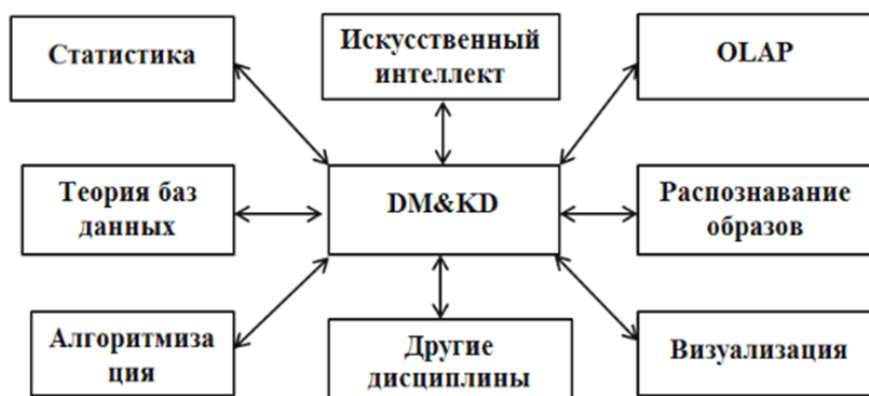 Статистика
Искусственный
интеллект
OLAP
Теория баз
данных
DM&KD
Распознавание
образов
Алгоритмиза
ция
Другие
дисциплины
Визуализация